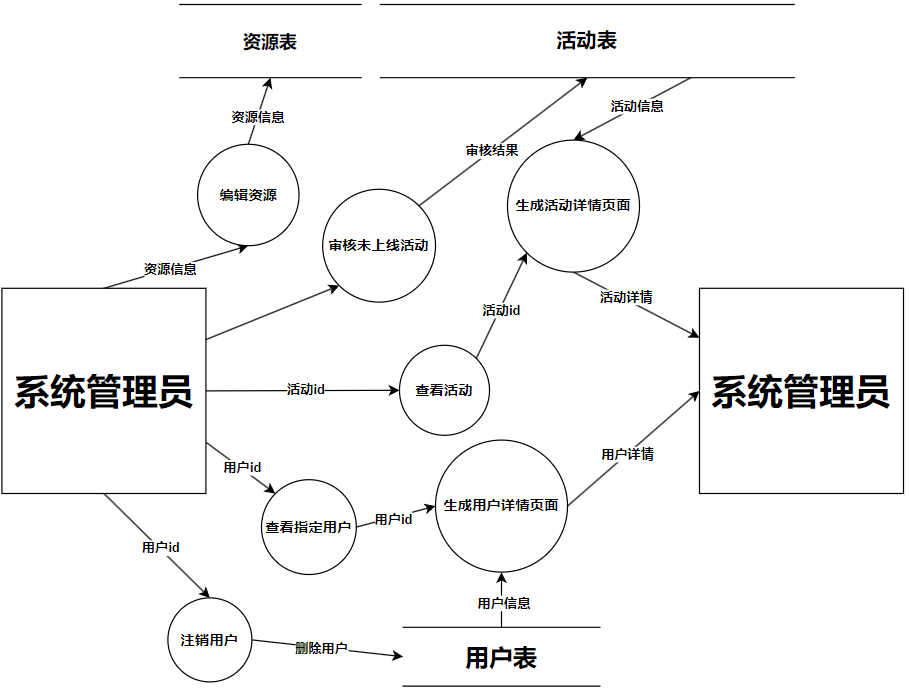 资源表
活动表
资源信息
活动信息
审核结果
编辑资源
生成活动详情页面
审核未上线活动
资源信息
活动详情
活动id
系统管理员
活动id
查看活动
系统管理员
用户详情
用户id
生成用户详情页面
用户id
查看指定用户
用户id
用户信息
注销用户
删除用户
用户表